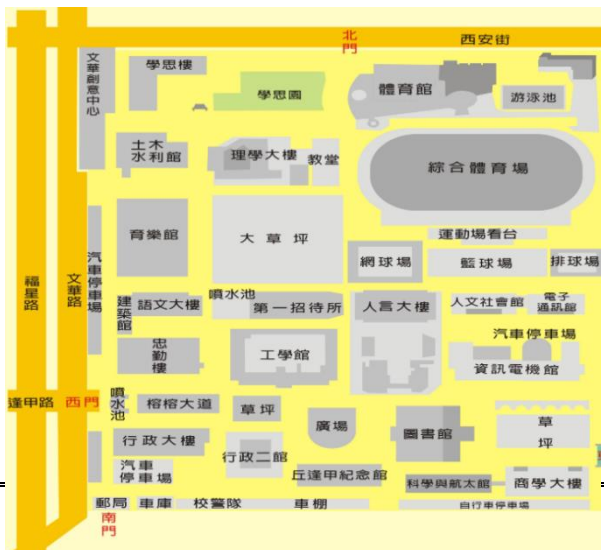 北門
西安街
文華創意中心
學思樓
學思園
體育館
游泳池
土木
水利館
理學大樓
教堂
綜合體育場
運動場看台
福星路
文華路
汽車停車場
育樂館
大草坪
網球場
籃球場
排球場
建築館
語文大樓
噴水池
第一招待所
人言大樓
人文社會館
電子
通訊館
忠勤樓
工學館
汽車停車場
資訊電機館
逢甲路
西門
噴水池
榕榕大道
草坪
廣場
圖書館
草坪
行政大樓
行政二館
汽車
停車場
丘逢甲紀念館
科學與航太館
商學大樓
郵局
車庫
校警隊
車棚
自行車停車場
南門